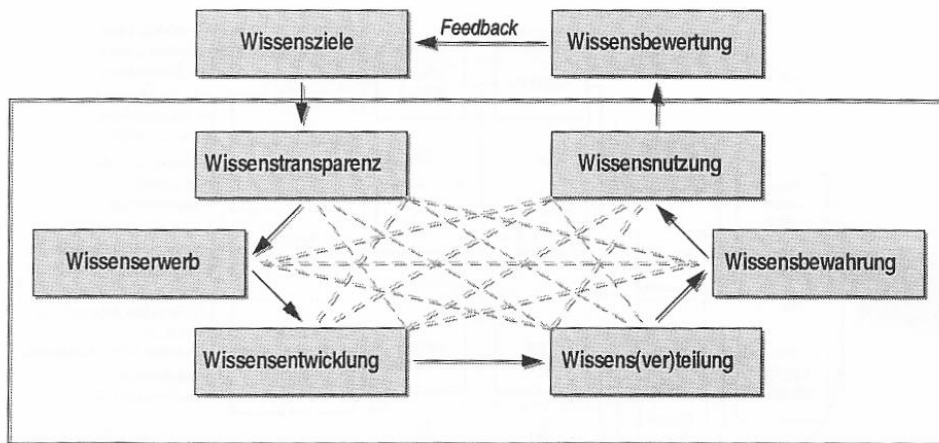 Wissensziele
Feedback
Wissensbewertung
Wissenstransparenz
Wissensnutzung
Wissenserwerb
Wissensbewahrung
Wissensentwicklung
Wissens(ver)teilung